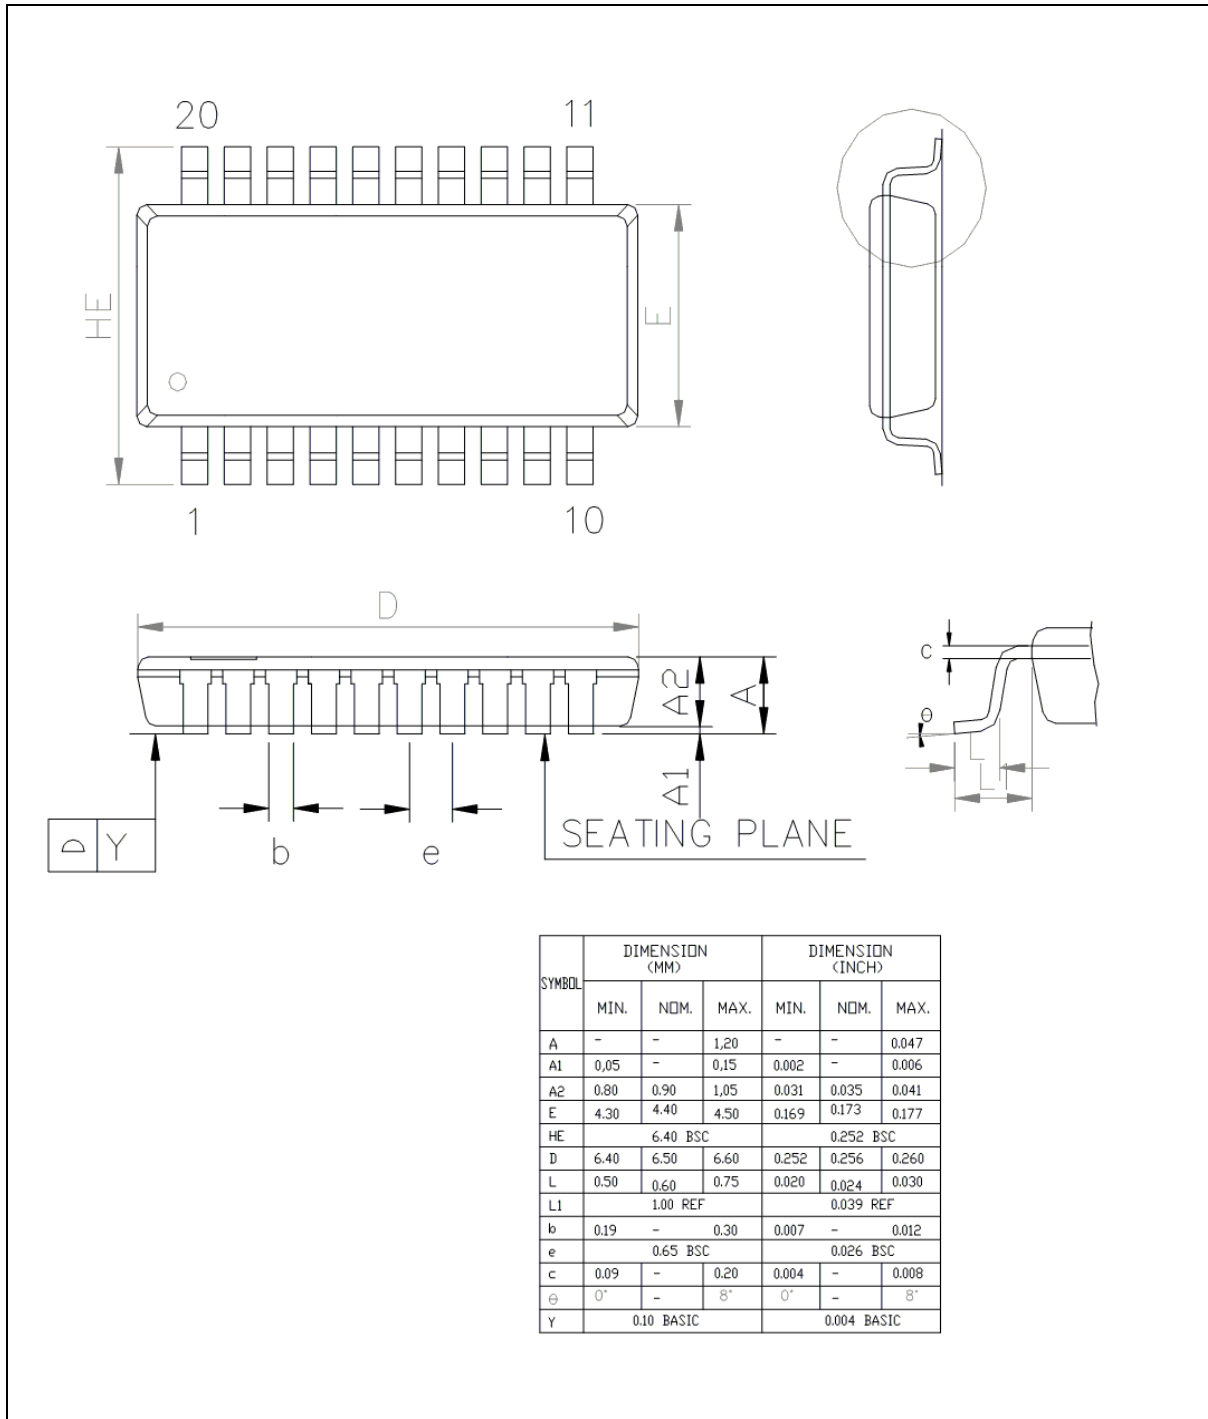 20 11
HE
E
1 10
D
A2
A
A1
c
θ
L
L1
⌓ Y
b
e
SEATING PLANE
SYMBOL DIMENSION (MM) DIMENSION (INCH)
MIN. NOM. MAX. MIN. NOM. MAX.
A - - 1,20 - - 0.047
A1 0,05 - 0,15 0.002 - 0.006
A2 0.80 0.90 1,05 0.031 0.035 0.041
E 4.30 4.40 4.50 0.169 0.173 0.177
HE 6.40 BSC 0.252 BSC
D 6.40 6.50 6.60 0.252 0.256 0.260
L 0.50 0.60 0.75 0.020 0.024 0.030
L1 1.00 REF 0.039 REF
b 0.19 - 0.30 0.007 - 0.012
e 0.65 BSC 0.026 BSC
c 0.09 - 0.20 0.004 - 0.008
θ 0° - 8° 0° - 8°
Y 0.10 BASIC 0.004 BASIC